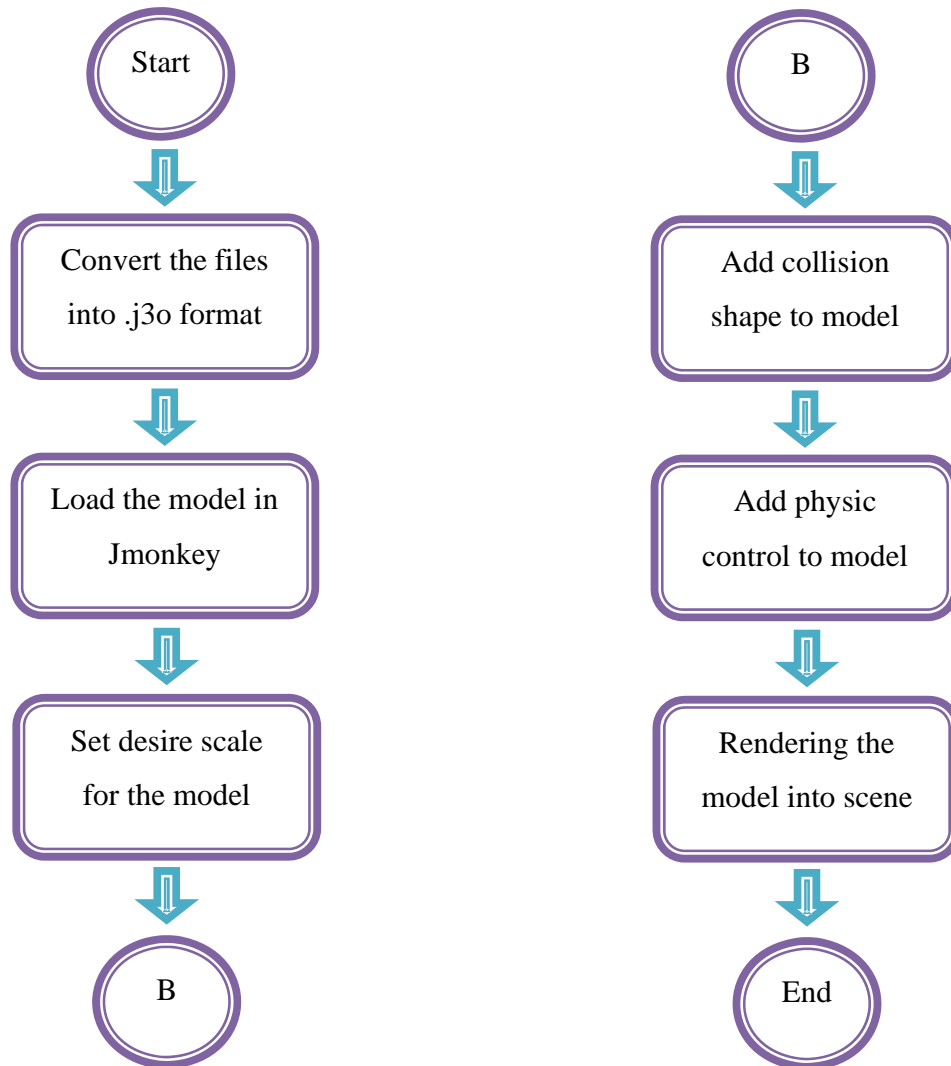 Start
Convert the files
into .j3o format
Load the model in
Jmonkey
Set desire scale
for the model
B
B
Add collision
shape to model
Add physic
control to model
Rendering the
model into scene
End